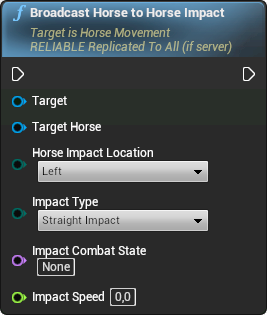 f Broadcast Horse to Horse Impact
Target is Horse Movement
RELIABLE Replicated To All (if server)
Target
Target Horse
Horse Impact Location
Left
Impact Type
Straight Impact
Impact Combat State
None
Impact Speed 0,0